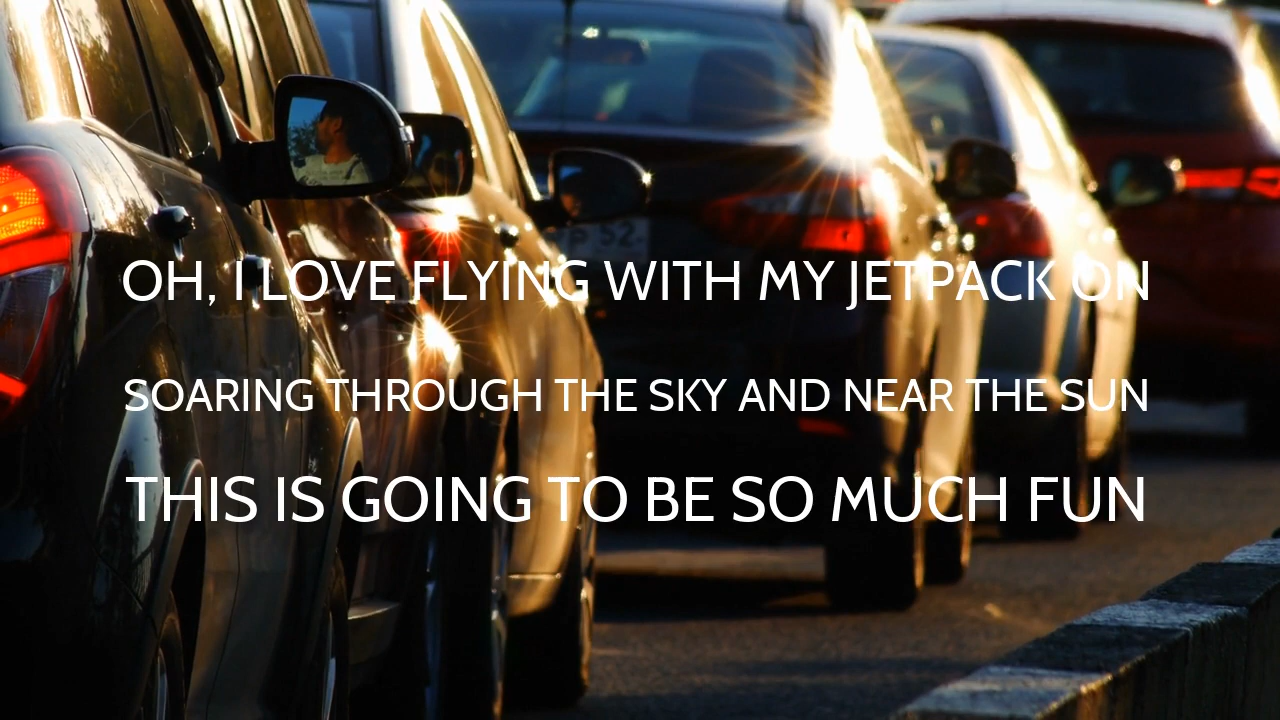 OH, I LOVE FLYING WITH MY JETPACK ON
SOARING THROUGH THE SKY AND NEAR THE SUN
THIS IS GOING TO BE SO MUCH FUN